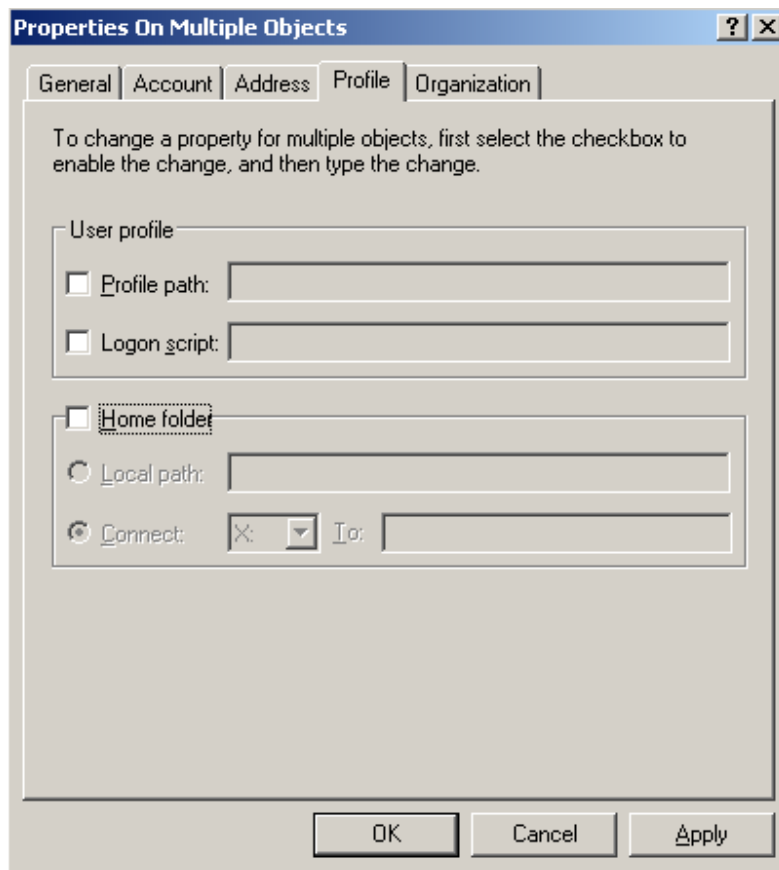 Properties On Multiple Objects
General Account Address Profile Organization
To change a property for multiple objects, first select the checkbox to
enable the change, and then type the change.
User profile
Profile path:
Logon script:
Home folder
Local path:
Connect: X: To:
OK Cancel Apply